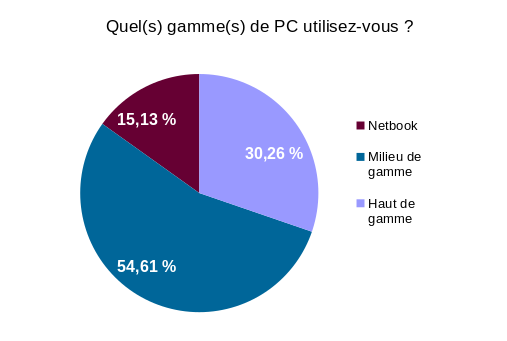 Quel(s) gamme(s) de PC utilisez-vous ?
15,13 %
30,26 %
54,61 %
Netbook
Milieu de
gamme
Haut de
gamme